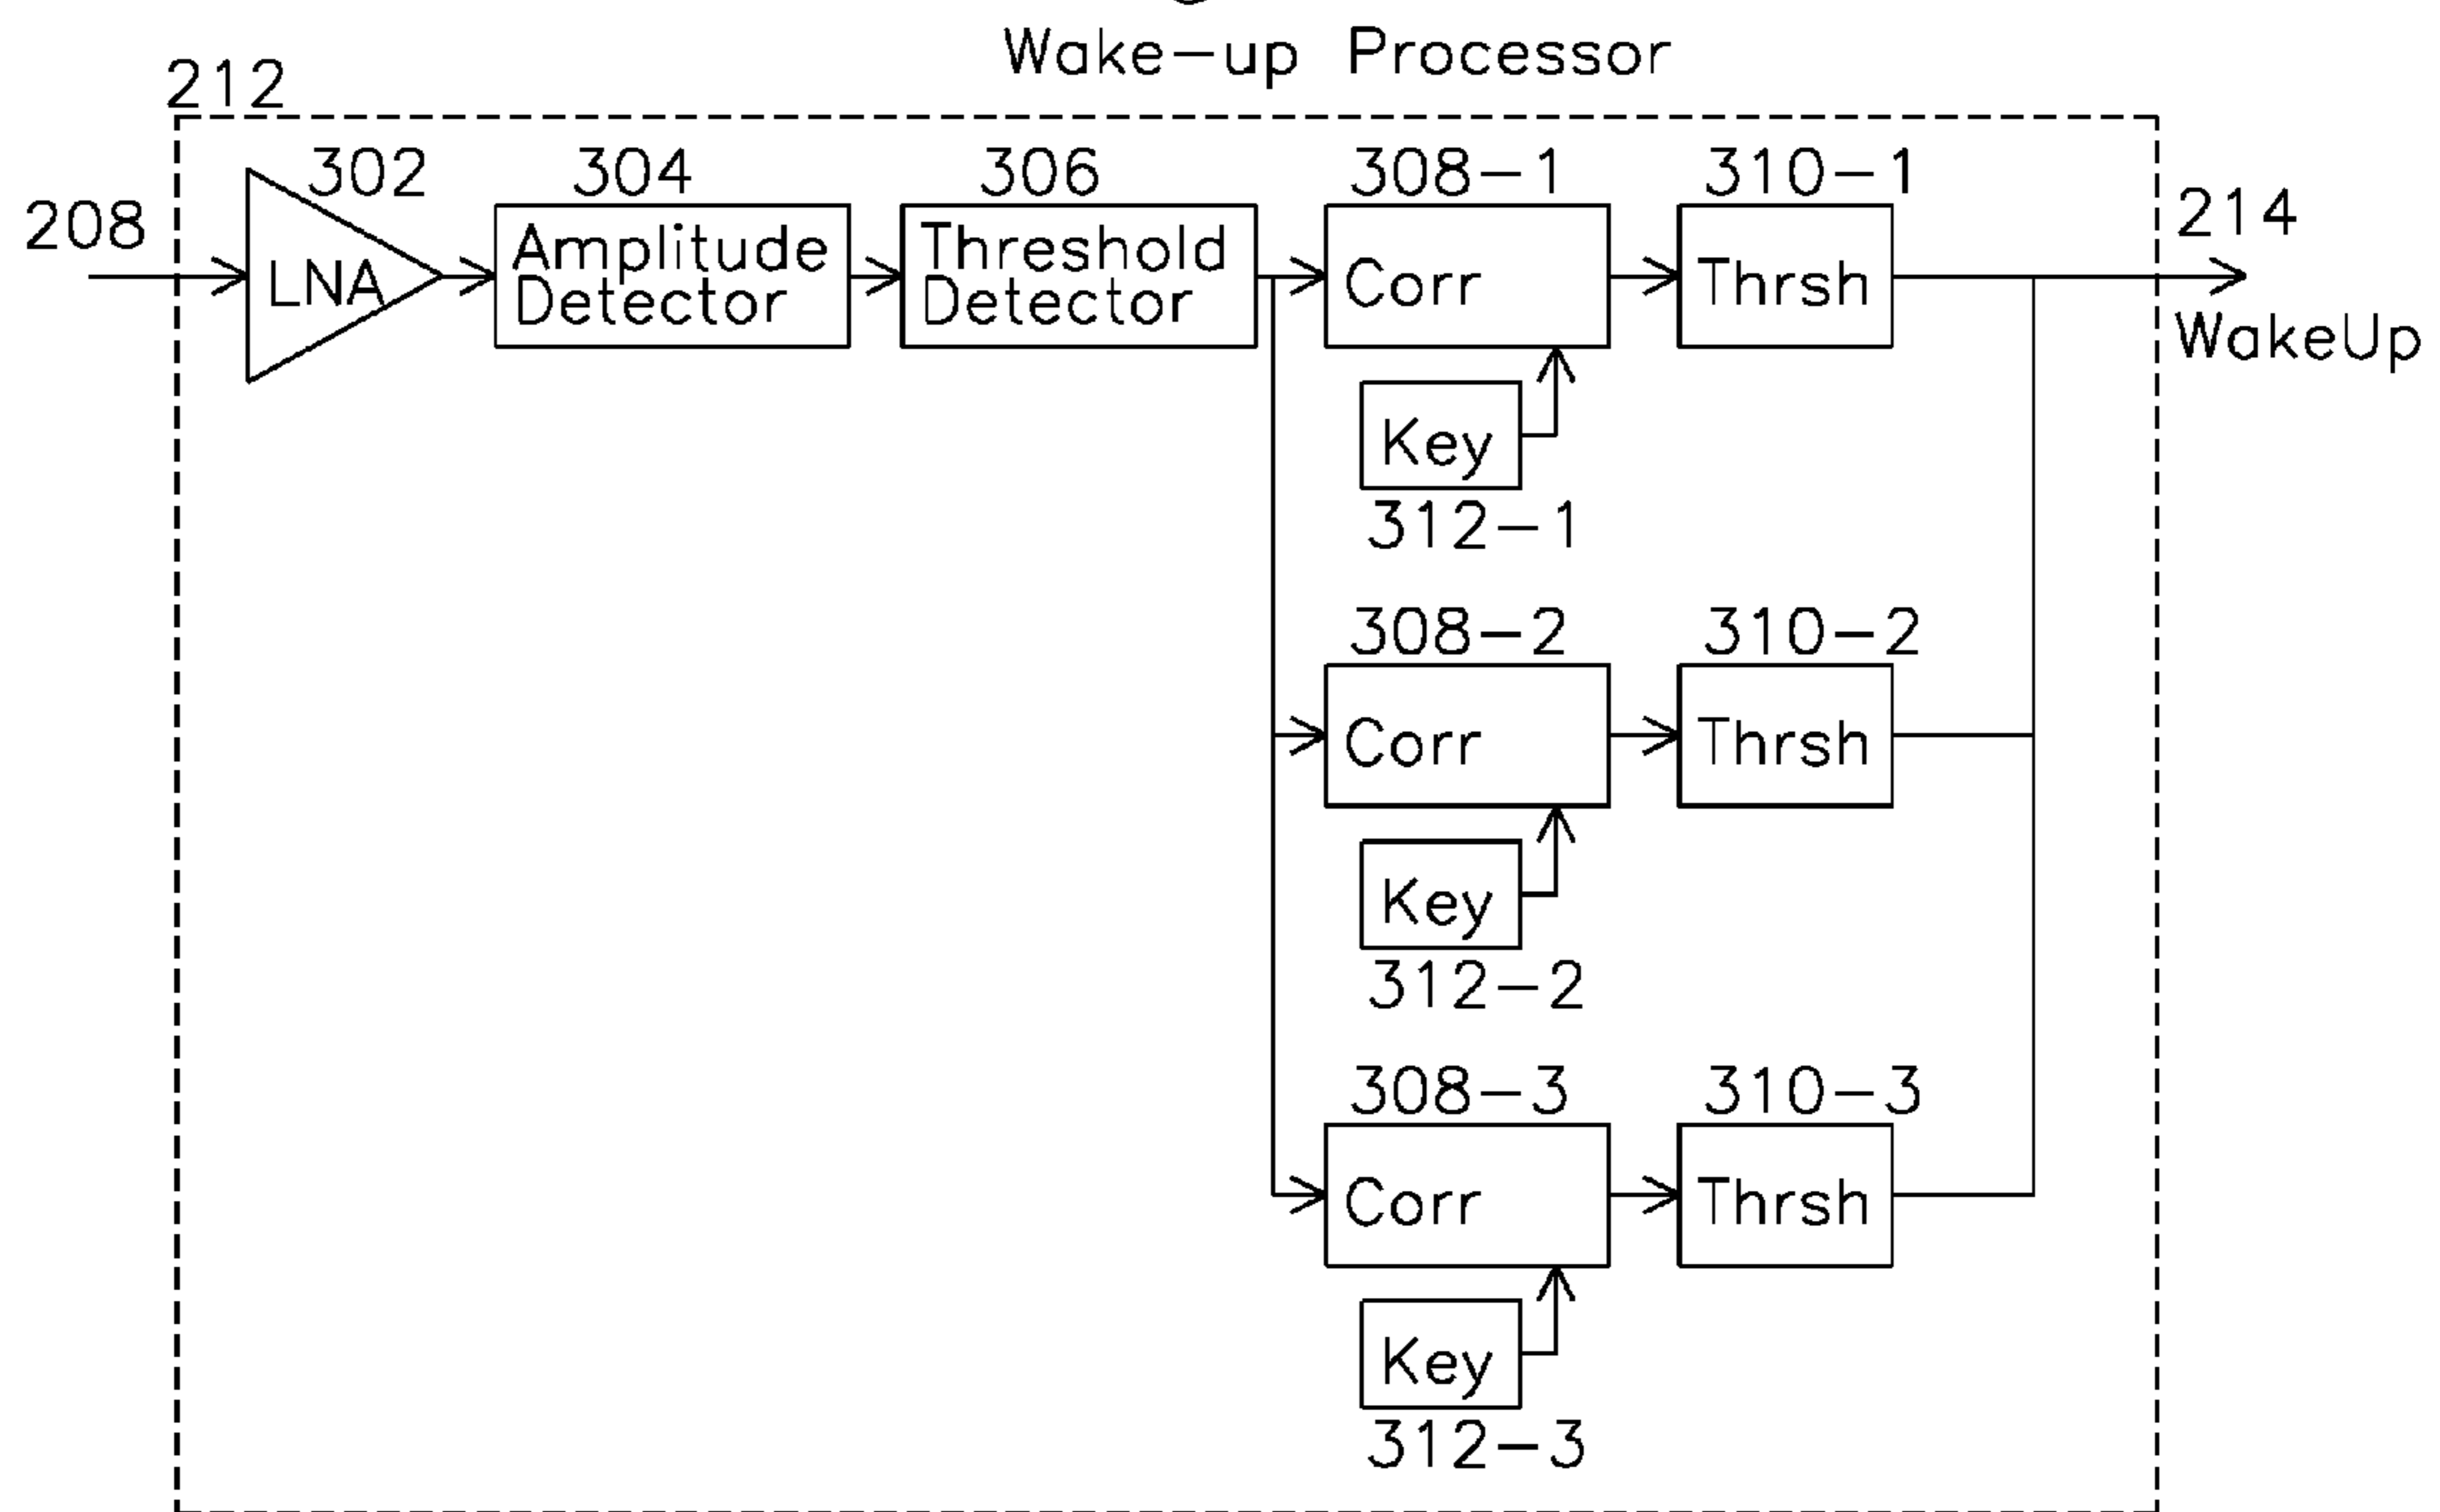 Wake-up Processor
212
302
304
306
308-1
310-1
208
214
LNA
Amplitude
Detector
Threshold
Detector
Corr
Thrsh
WakeUp
Key
312-1
308-2
310-2
Corr
Thrsh
Key
312-2
308-3
310-3
Corr
Thrsh
Key
312-3